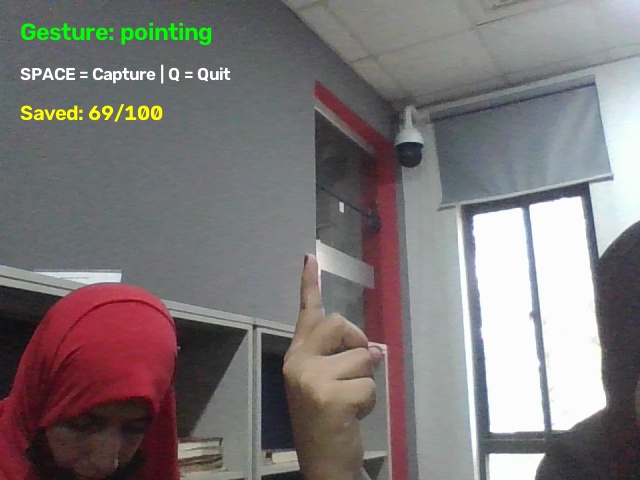 Gesture: pointing
SPACE = Capture | Q = Quit
Saved: 69/100